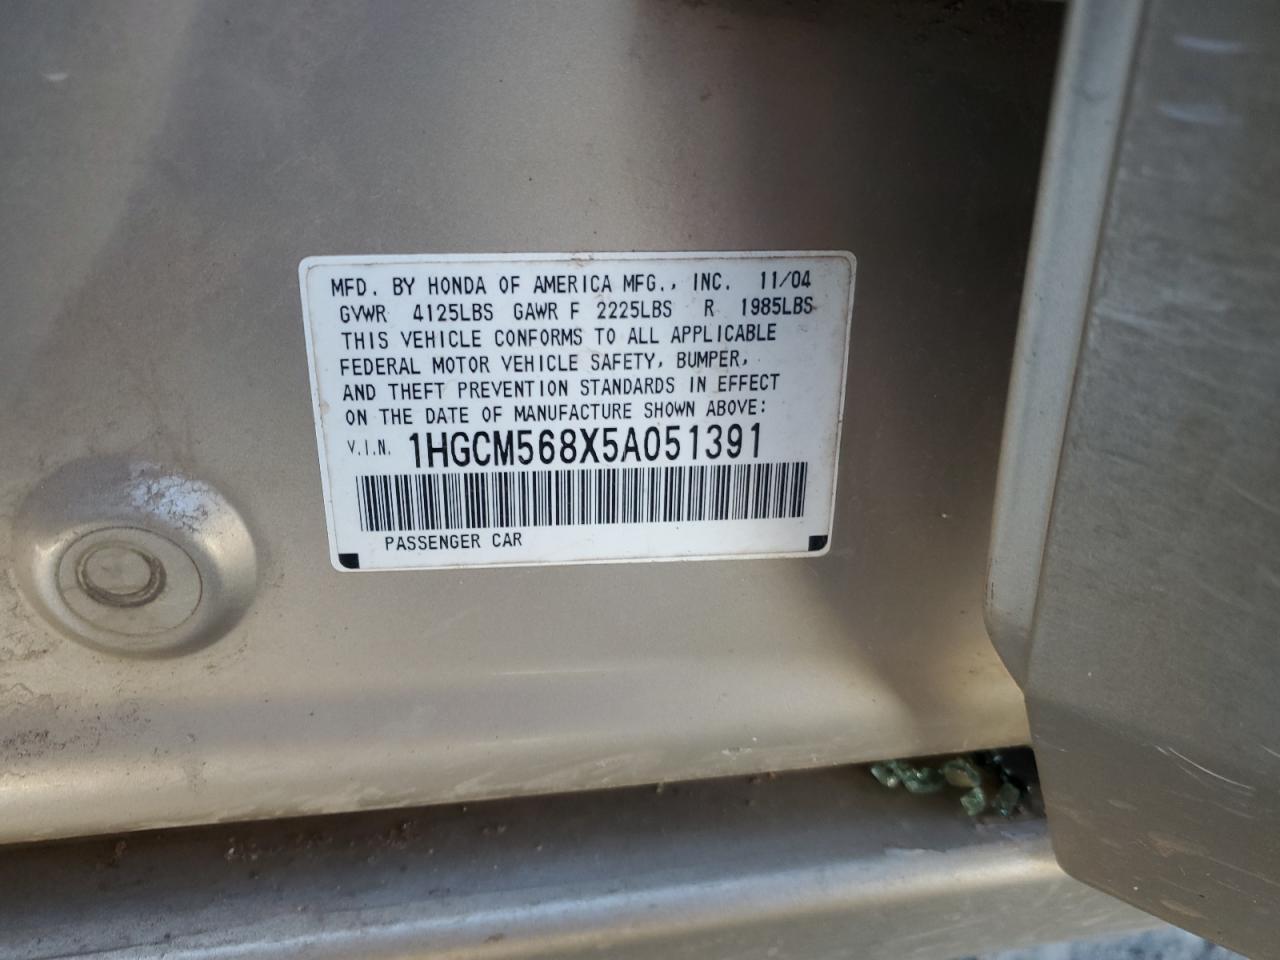 MFD. BY HONDA OF AMERICA MFG., INC. 11/04
GVWR 4125LBS GAWR F 2225LBS R 1985LBS
THIS VEHICLE CONFORMS TO ALL APPLICABLE
FEDERAL MOTOR VEHICLE SAFETY, BUMPER,
AND THEFT PREVENTION STANDARDS IN EFFECT
ON THE DATE OF MANUFACTURE SHOWN ABOVE:
V.I.N. 1HGCM568X5A051391
PASSENGER CAR